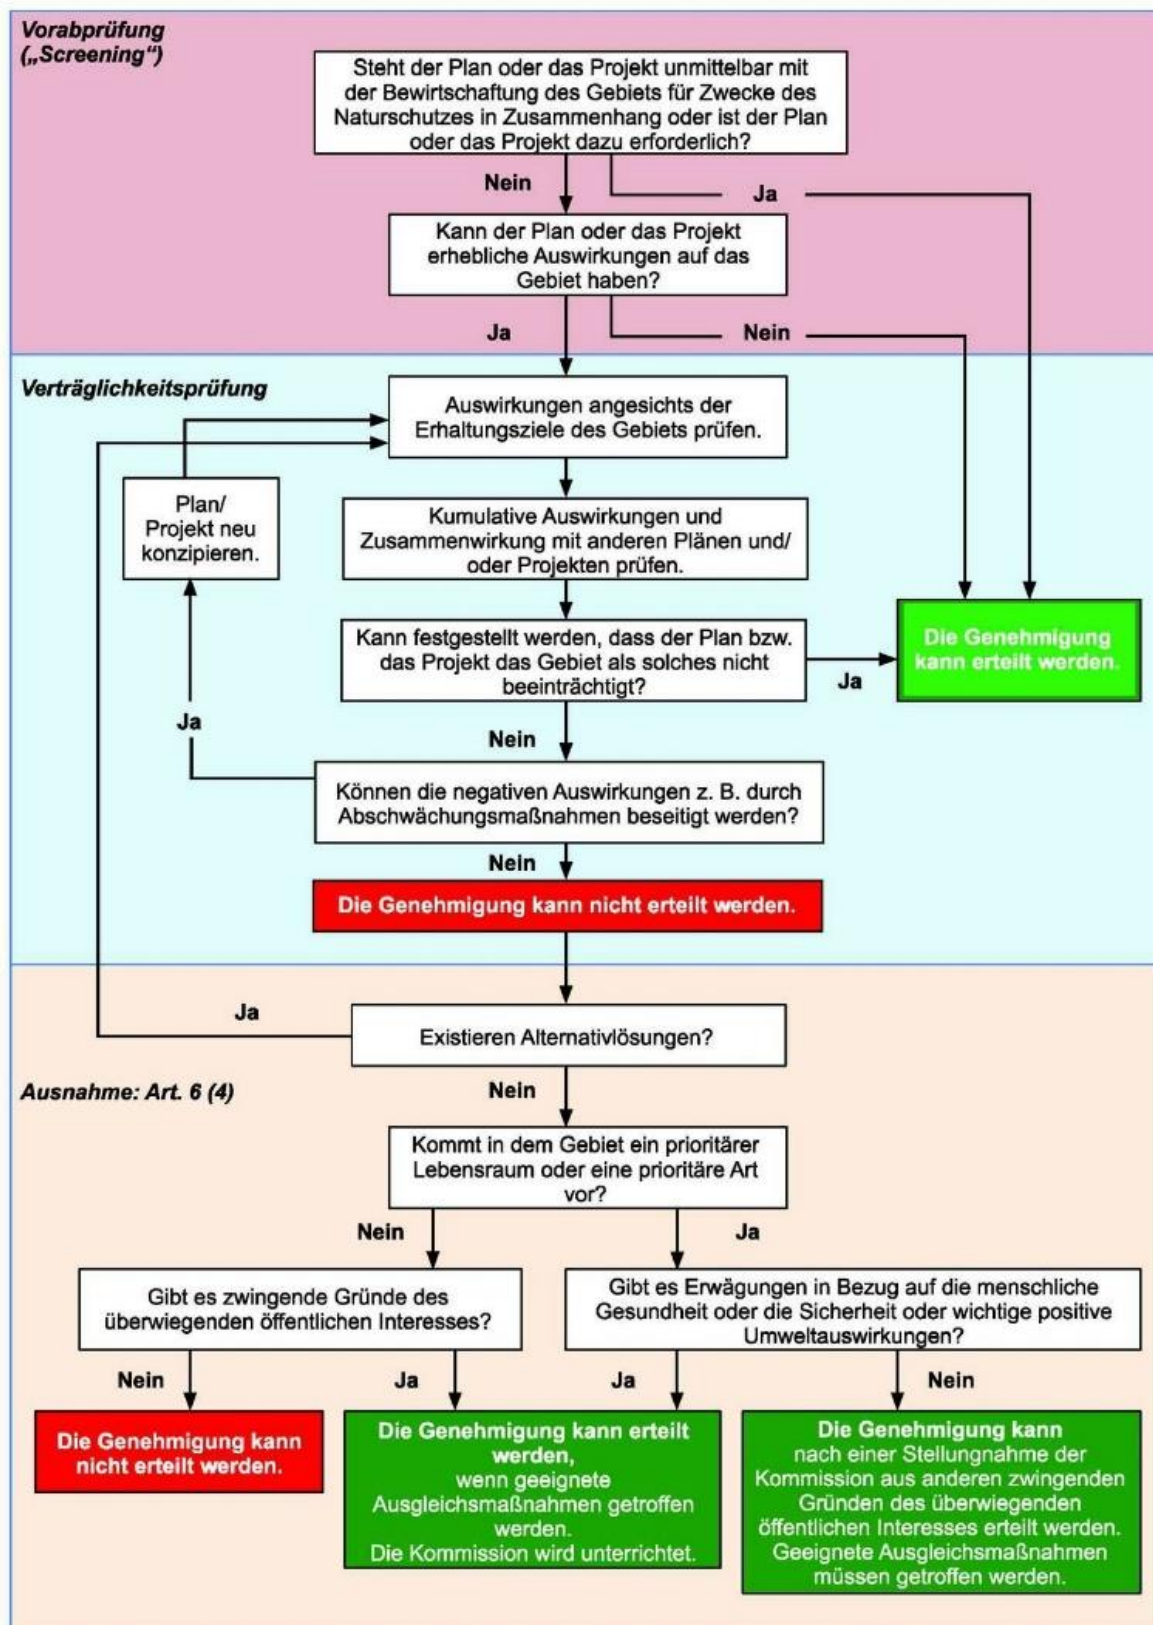 Vorabprüfung
(„Screening“)
Steht der Plan oder das Projekt unmittelbar mit
der Bewirtschaftung des Gebiets für Zwecke des
Naturschutzes in Zusammenhang oder ist der Plan
oder das Projekt dazu erforderlich?
Nein
Ja
Kann der Plan oder das Projekt
erhebliche Auswirkungen auf das
Gebiet haben?
Ja
Nein
Verträglichkeitsprüfung
Auswirkungen angesichts der
Erhaltungsziele des Gebiets prüfen.
Plan/
Projekt neu
konzipieren.
Kumulative Auswirkungen und
Zusammenwirkung mit anderen Plänen und/
oder Projekten prüfen.
Kann festgestellt werden, dass der Plan bzw.
das Projekt das Gebiet als solches nicht
beeinträchtigt?
Ja
Die Genehmigung
kann erteilt werden.
Ja
Nein
Können die negativen Auswirkungen z. B. durch
Abschwächungsmaßnahmen beseitigt werden?
Nein
Die Genehmigung kann nicht erteilt werden.
Ja
Existieren Alternativlösungen?
Ausnahme: Art. 6 (4)
Nein
Kommt in dem Gebiet ein prioritärer
Lebensraum oder eine prioritäre Art
vor?
Nein
Ja
Gibt es zwingende Gründe des
überwiegenden öffentlichen Interesses?
Gibt es Erwägungen in Bezug auf die menschliche
Gesundheit oder die Sicherheit oder wichtige positive
Umweltauswirkungen?
Nein
Ja
Ja
Nein
Die Genehmigung kann
nicht erteilt werden.
Die Genehmigung kann erteilt
werden,
wenn geeignete
Ausgleichsmaßnahmen getroffen
werden.
Die Kommission wird unterrichtet.
Die Genehmigung kann
nach einer Stellungnahme der
Kommission aus anderen zwingenden
Gründen des überwiegenden
öffentlichen Interesses erteilt werden.
Geeignete Ausgleichsmaßnahmen
müssen getroffen werden.